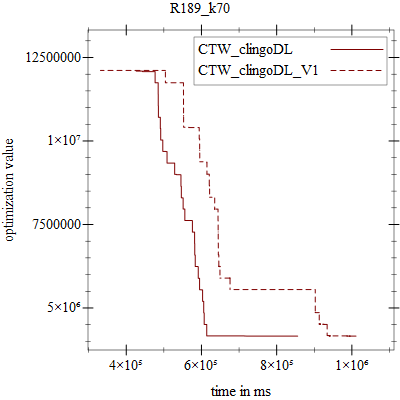 R189_k70
CTW_clingoDL
CTW_clingoDL_V1
optimization value
12500000
1×10⁷
7500000
5×10⁶
4×10⁵
6×10⁵
8×10⁵
1×10⁶
time in ms